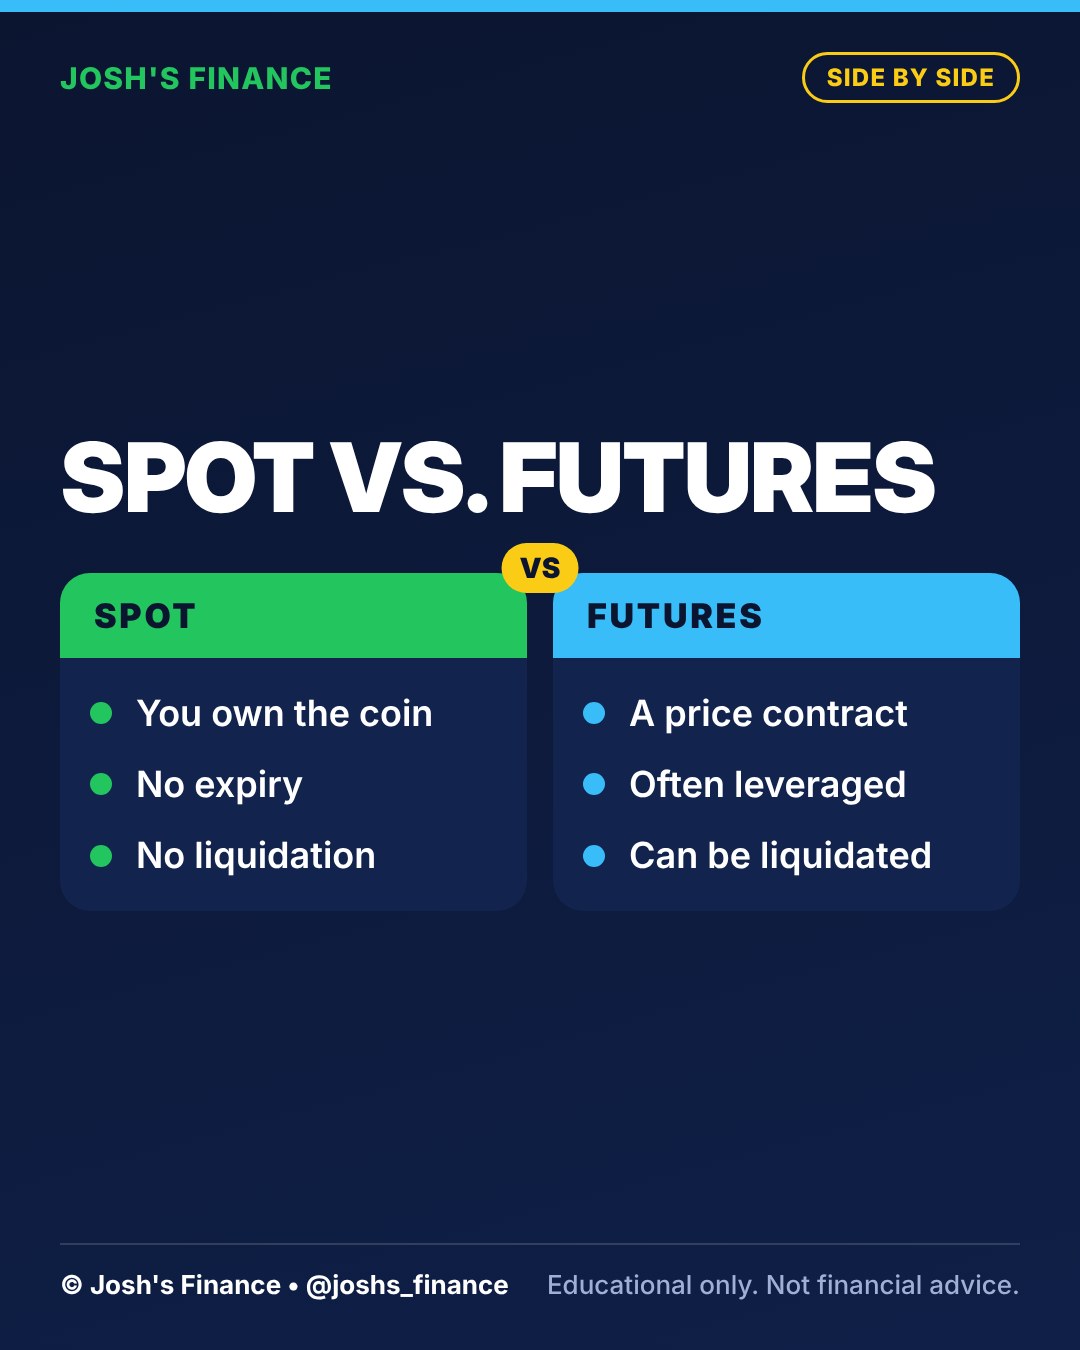 JOSH'S FINANCE
SIDE BY SIDE
SPOT VS. FUTURES
VS
SPOT
You own the coin
No expiry
No liquidation
FUTURES
A price contract
Often leveraged
Can be liquidated
© Josh's Finance • @joshs_finance
Educational only. Not financial advice.